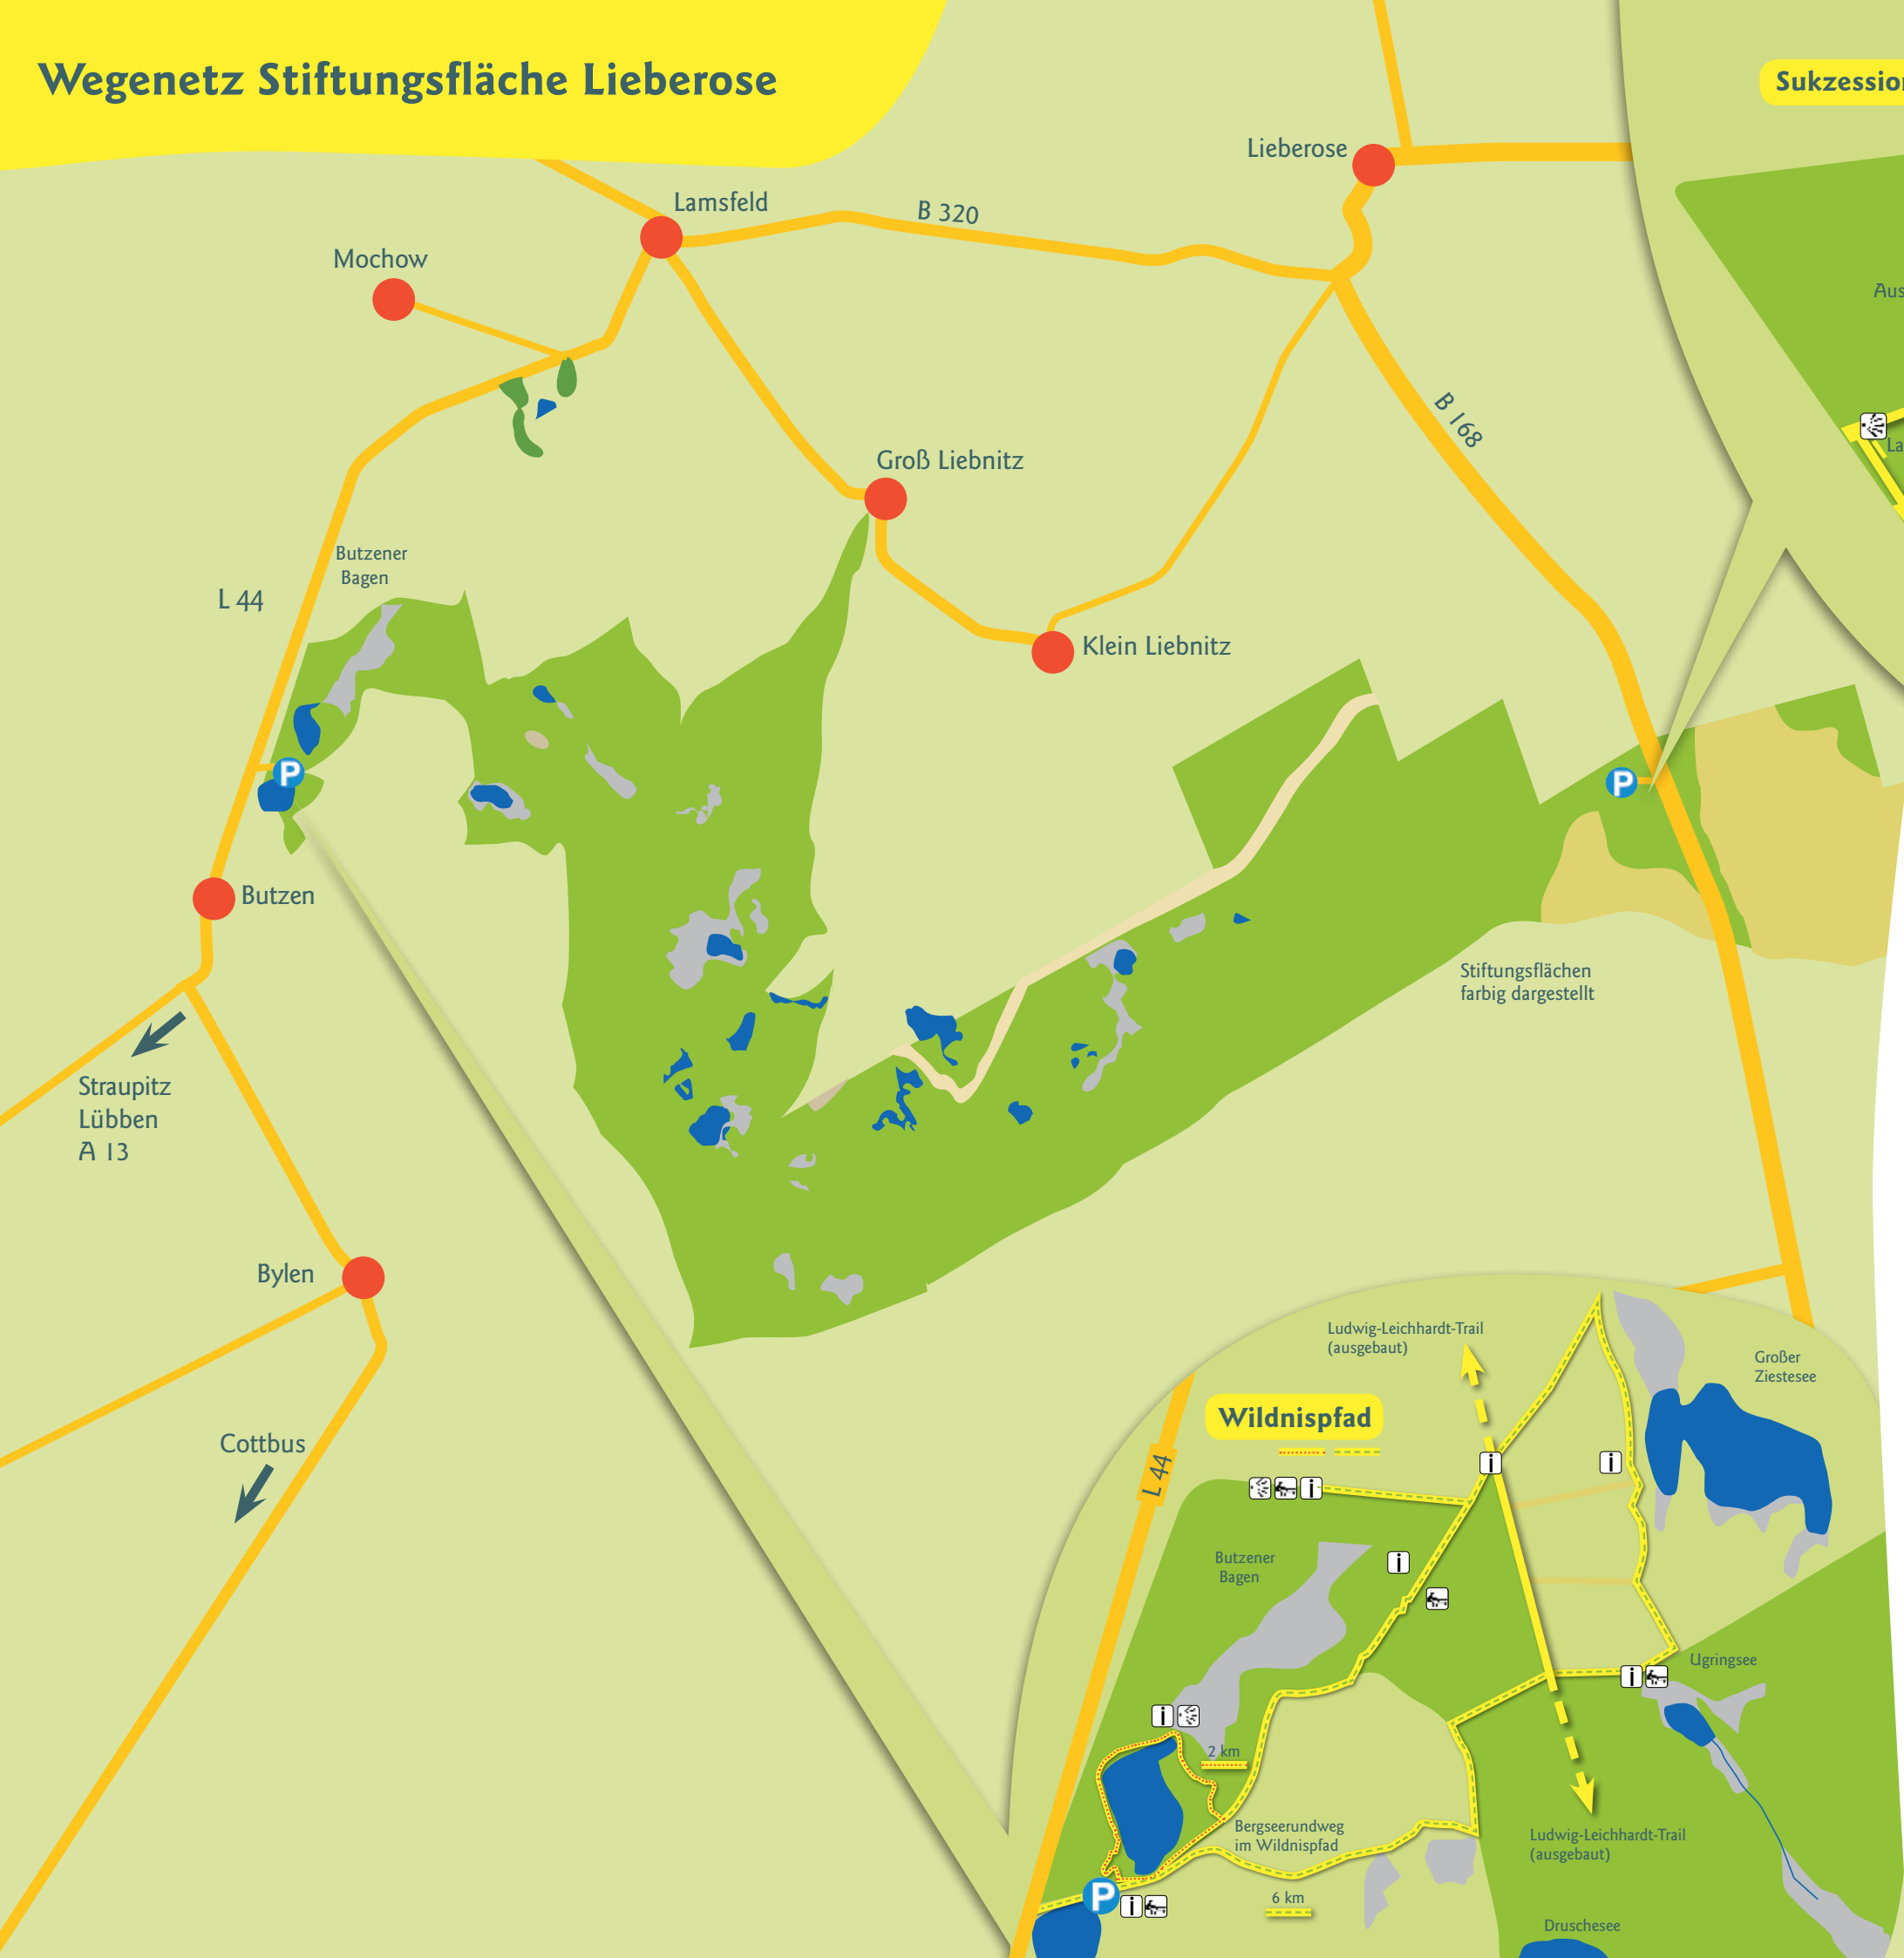 Wegenetz Stiftungsfläche Lieberose
Sukzession
Lieberose
Lamsfeld
B 320
Mochow
Aus
B 168
La
Groß Liebnitz
Butzener
Bagen
L 44
Klein Liebnitz
P
P
Butzen
Stiftungsflächen
farbig dargestellt
Straupitz
Lübben
A 13
Bylen
Cottbus
Ludwig-Leichhardt-Trail
(ausgebaut)
Großer
Ziestesee
Wildnispfad
L 44
i
i
i
Butzener
Bagen
i
Ugringsee
i
i
2 km
Bergseerundweg
im Wildnispfad
Ludwig-Leichhardt-Trail
(ausgebaut)
P
i
6 km
Druschesee